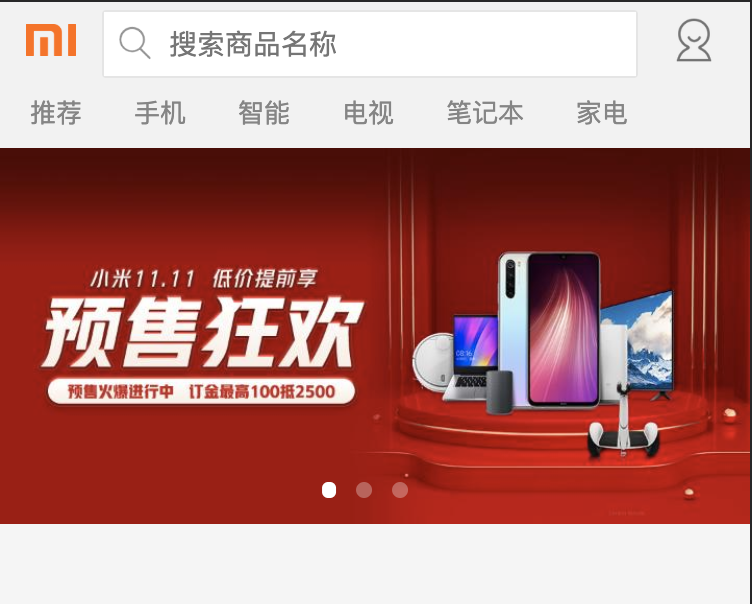 mi
搜索商品名称
推荐 手机 智能 电视 笔记本 家电
小米11.11 低价提前享
预售狂欢
预售火爆进行中 订金最高100抵2500